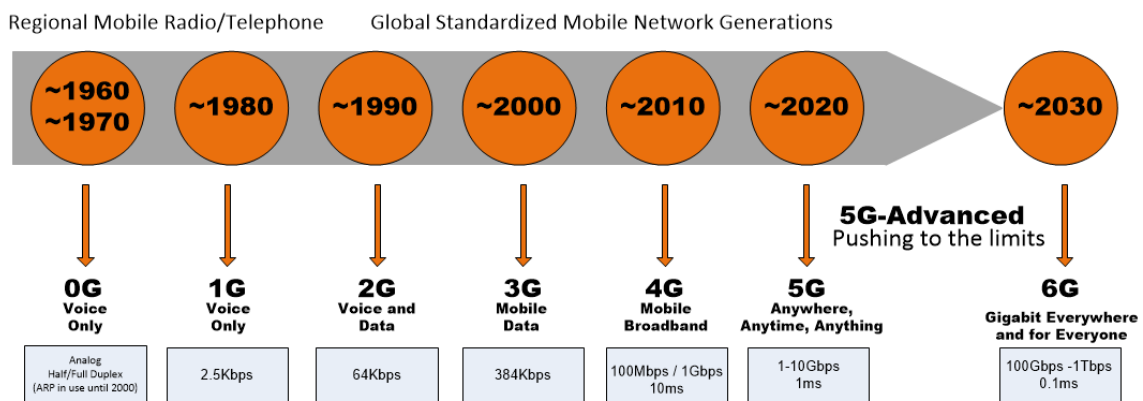 Regional Mobile Radio/Telephone
Global Standardized Mobile Network Generations
~1960
~1970
~1980
~1990
~2000
~2010
~2020
~2030
5G-Advanced
Pushing to the limits
0G
Voice
Only
Analog
Half/Full Duplex
(ARP in use until 2000)
1G
Voice
Only
2.5Kbps
2G
Voice and
Data
64Kbps
3G
Mobile
Data
384Kbps
4G
Mobile
Broadband
100Mbps / 1Gbps
10ms
5G
Anywhere,
Anytime, Anything
1-10Gbps
1ms
6G
Gigabit Everywhere
and for Everyone
100Gbps -1Tbps
0.1ms